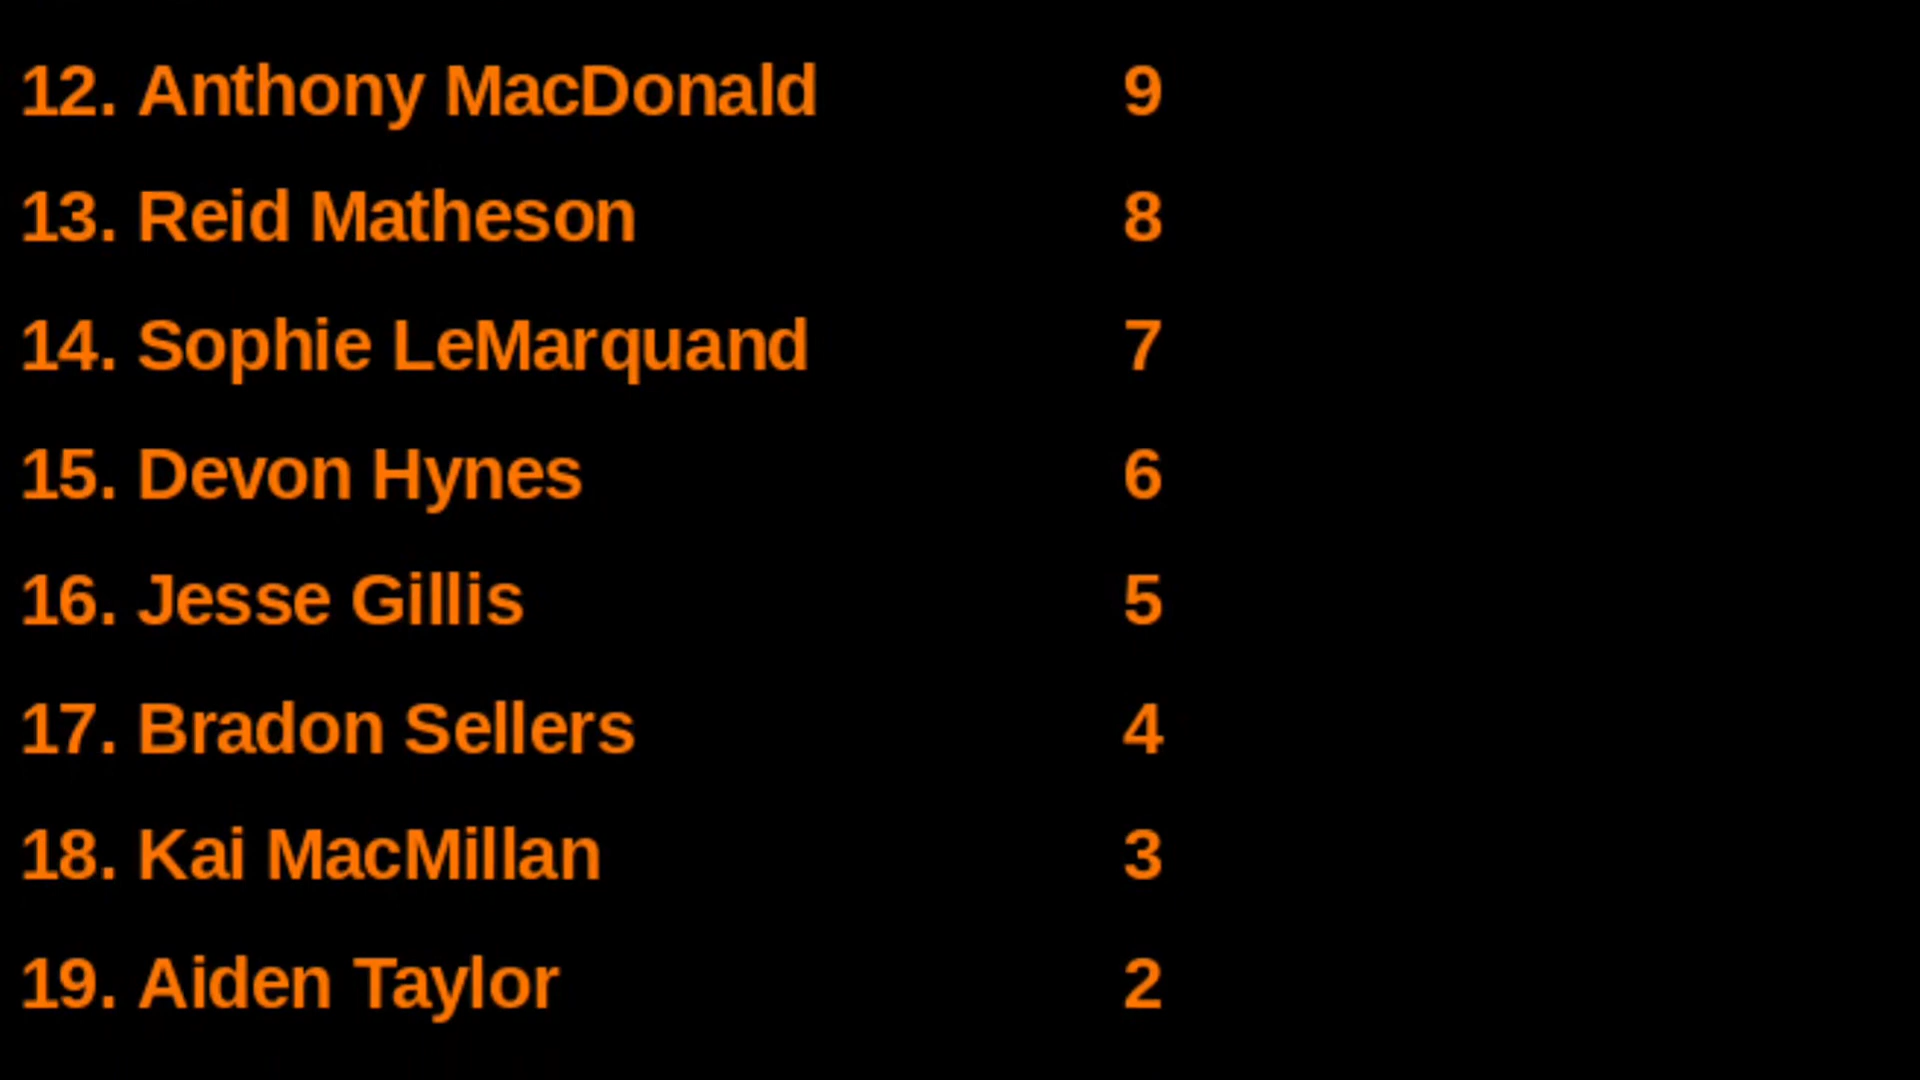 12. Anthony MacDonald 9
13. Reid Matheson 8
14. Sophie LeMarquand 7
15. Devon Hynes 6
16. Jesse Gillis 5
17. Bradon Sellers 4
18. Kai MacMillan 3
19. Aiden Taylor 2